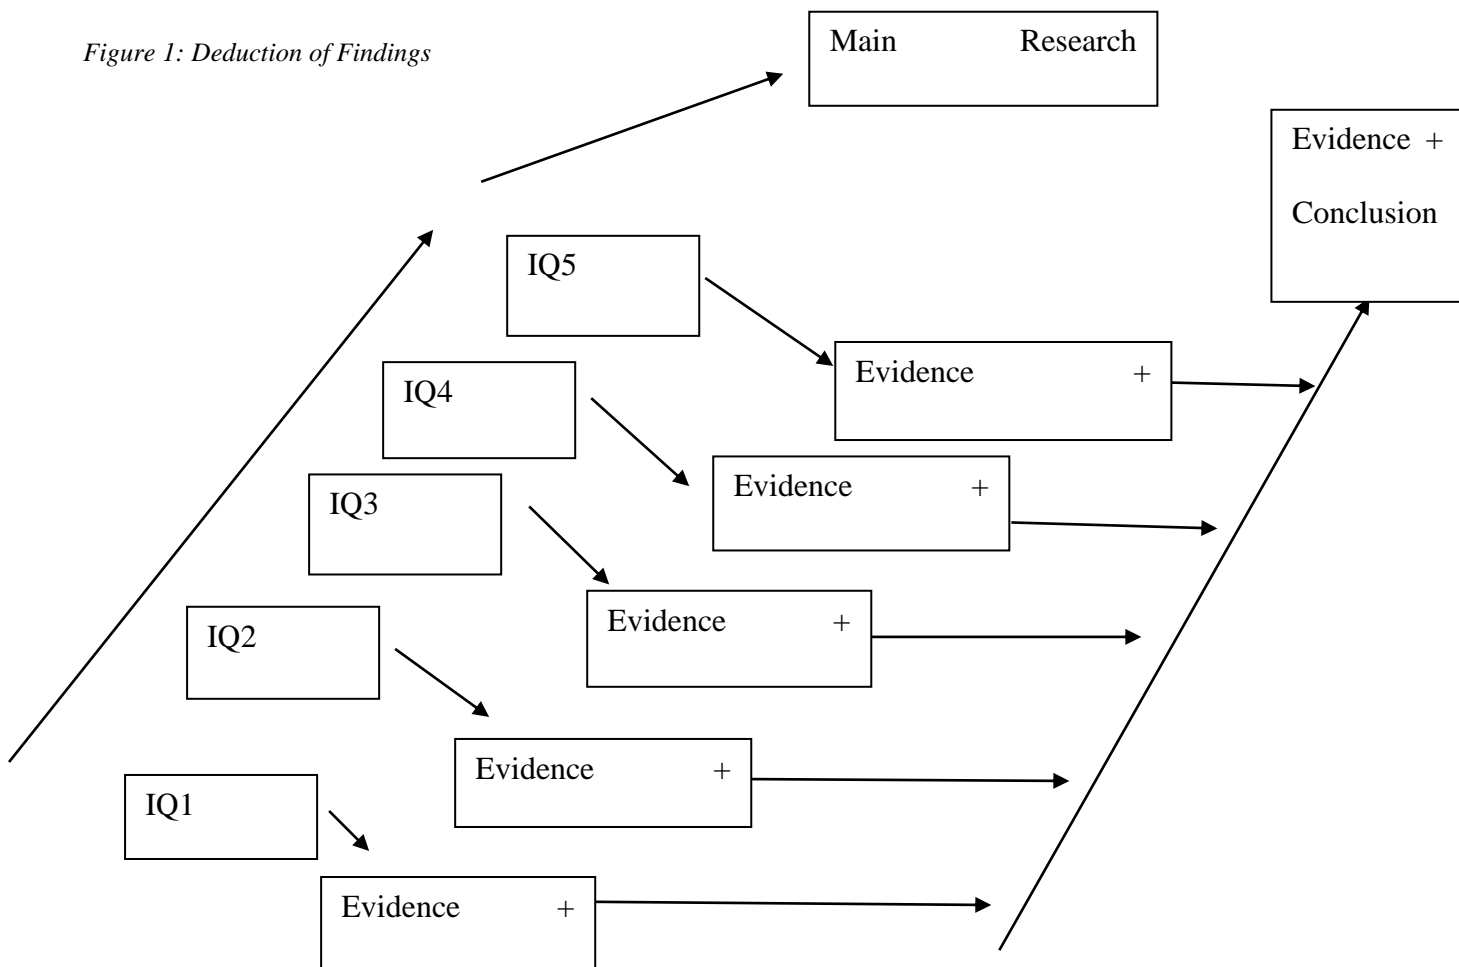 Figure 1: Deduction of Findings
Main Research
Evidence +
Conclusion
IQ5
Evidence +
IQ4
Evidence +
IQ3
Evidence +
IQ2
Evidence +
IQ1
Evidence +